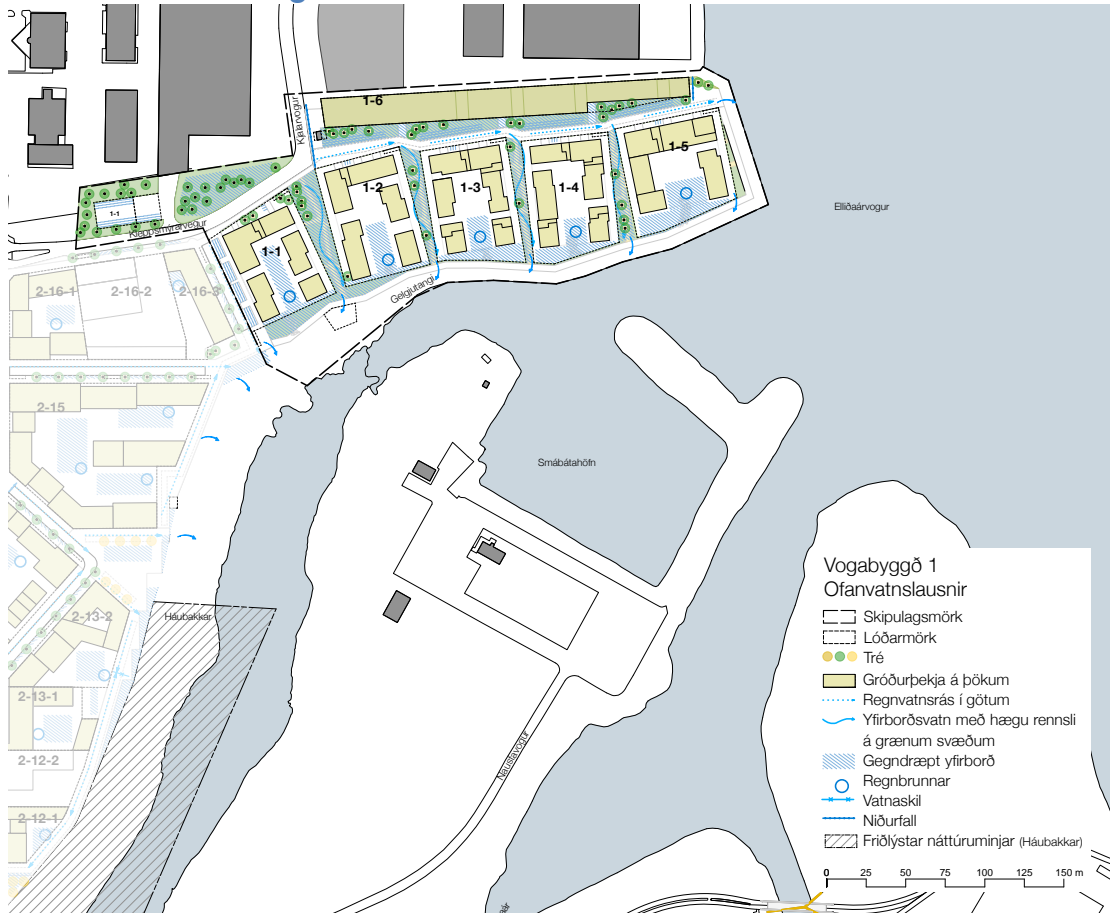 1-6
Kjalarvogur
1-5
1-2
1-3
1-4
1-1
Kleppsmýrarvegur
1-1
Elliðaárvogur
Gelgjutangi
2-16-1
2-16-2
2-16-3
2-15
Smábátahöfn
Háubakkar
2-13-2
2-13-1
2-12-2
2-12-1
Naustavogur
Vogabyggð 1
Ofanvatnslausnir
Skipulagsmörk
Lóðarmörk
Tré
Gróðurþekja á þökum
Regnvatnsrás í götum
Yfirborðsvatn með hægu rennsli
á grænum svæðum
Gegndræpt yfirborð
Regnbrunnar
Vatnaskil
Niðurfall
Friðlýstar náttúruminjar (Háubakkar)
0 25 50 75 100 125 150 m